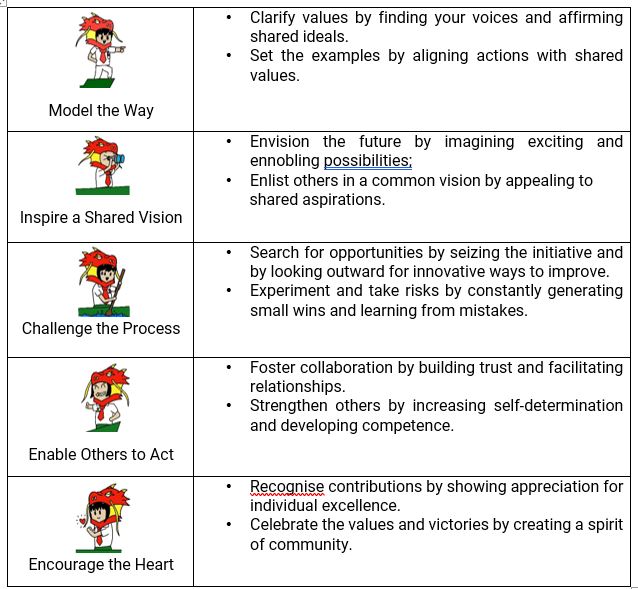 Model the Way
• Clarify values by finding your voices and affirming
shared ideals.
• Set the examples by aligning actions with shared
values.
Inspire a Shared Vision
• Envision the future by imagining exciting and
ennobling possibilities;
• Enlist others in a common vision by appealing to
shared aspirations.
Challenge the Process
• Search for opportunities by seizing the initiative and
by looking outward for innovative ways to improve.
• Experiment and take risks by constantly generating
small wins and learning from mistakes.
Enable Others to Act
• Foster collaboration by building trust and facilitating
relationships.
• Strengthen others by increasing self-determination
and developing competence.
Encourage the Heart
• Recognise contributions by showing appreciation for
individual excellence.
• Celebrate the values and victories by creating a spirit
of community.